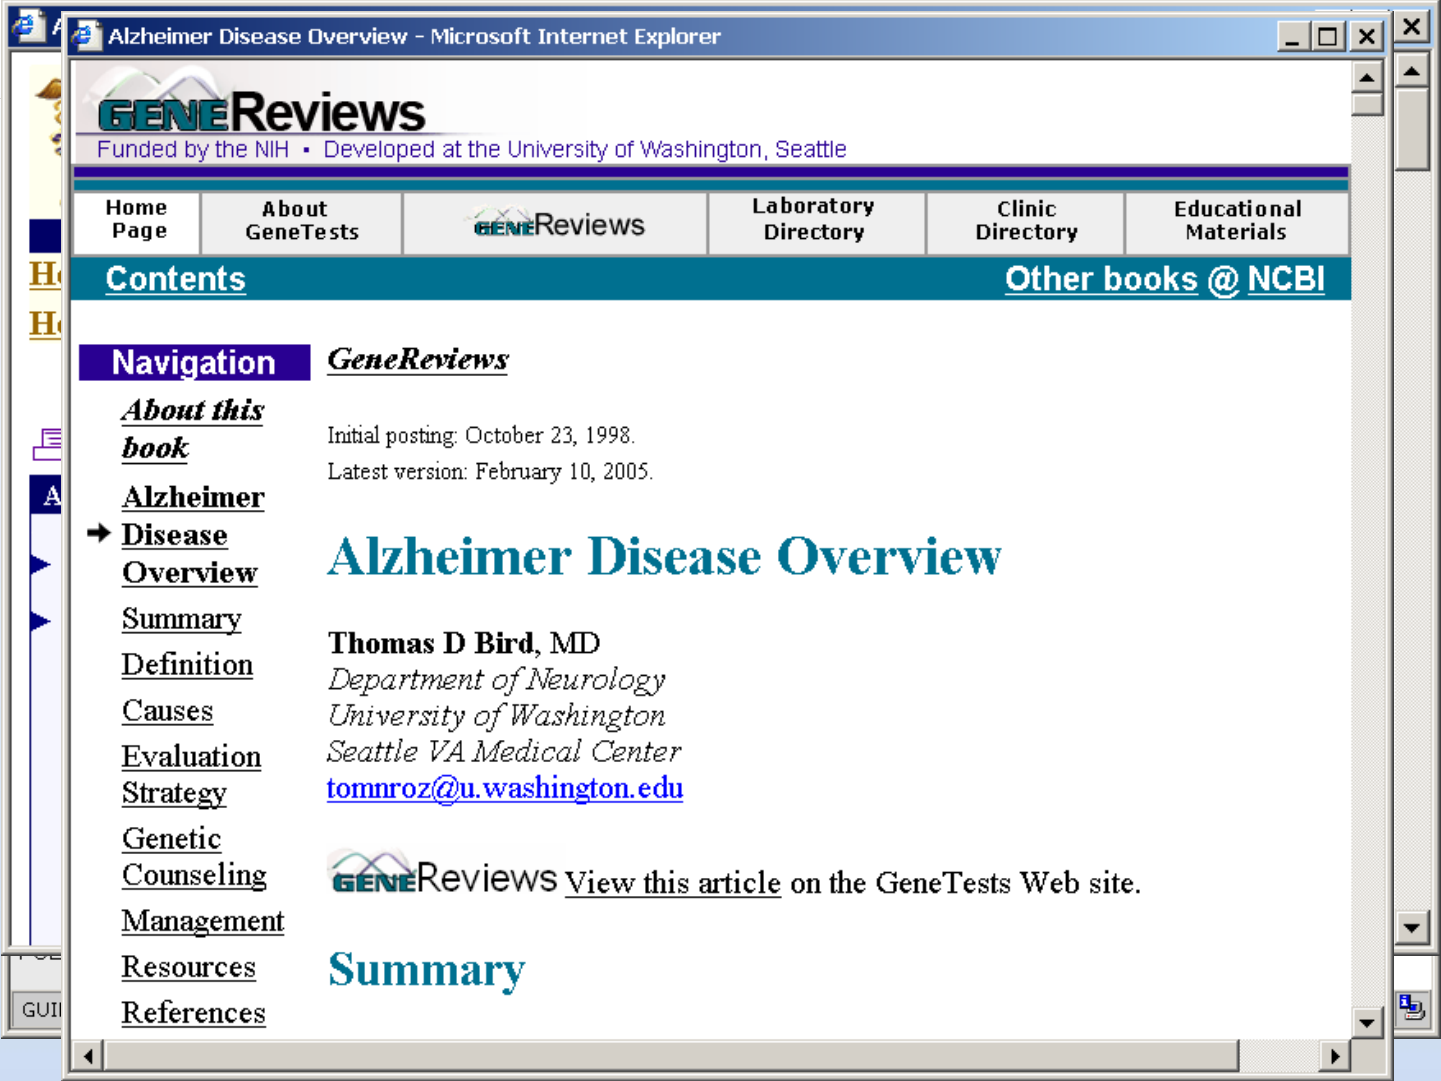 Alzheimer Disease Overview - Microsoft Internet Explorer
GENEReviews
Funded by the NIH • Developed at the University of Washington, Seattle
Home Page
About GeneTests
GENEReviews
Laboratory Directory
Clinic Directory
Educational Materials
Contents
Other books @ NCBI
Navigation
About this
book
Alzheimer
Disease
Overview
Summary
Definition
Causes
Evaluation
Strategy
Genetic
Counseling
Management
Resources
References
GeneReviews
Initial posting: October 23, 1998.
Latest version: February 10, 2005.
Alzheimer Disease Overview
Thomas D Bird, MD
Department of Neurology
University of Washington
Seattle VA Medical Center
tomnroz@u.washington.edu
GENEReviews View this article on the GeneTests Web site.
Summary